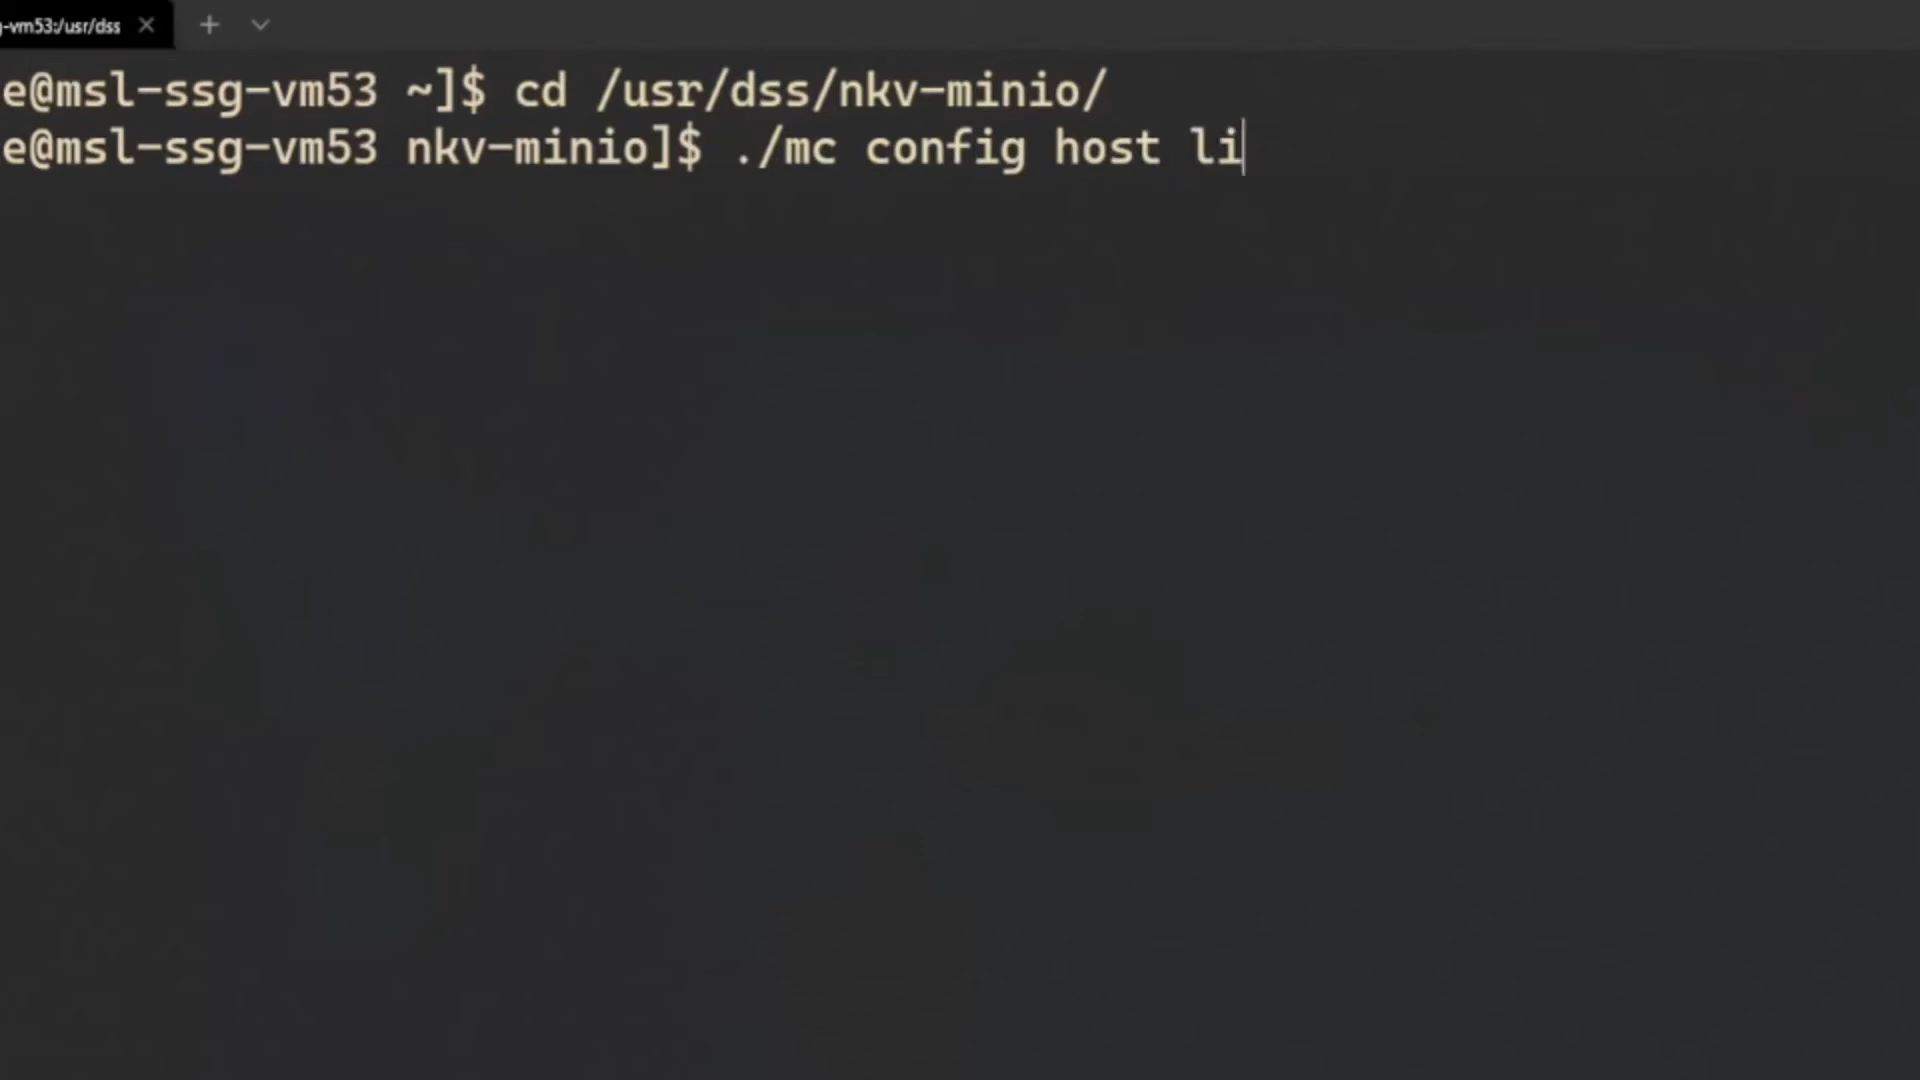 -vm53:/usr/dss
e@msl-ssg-vm53 ~]$ cd /usr/dss/nkv-minio/
e@msl-ssg-vm53 nkv-minio]$ ./mc config host li